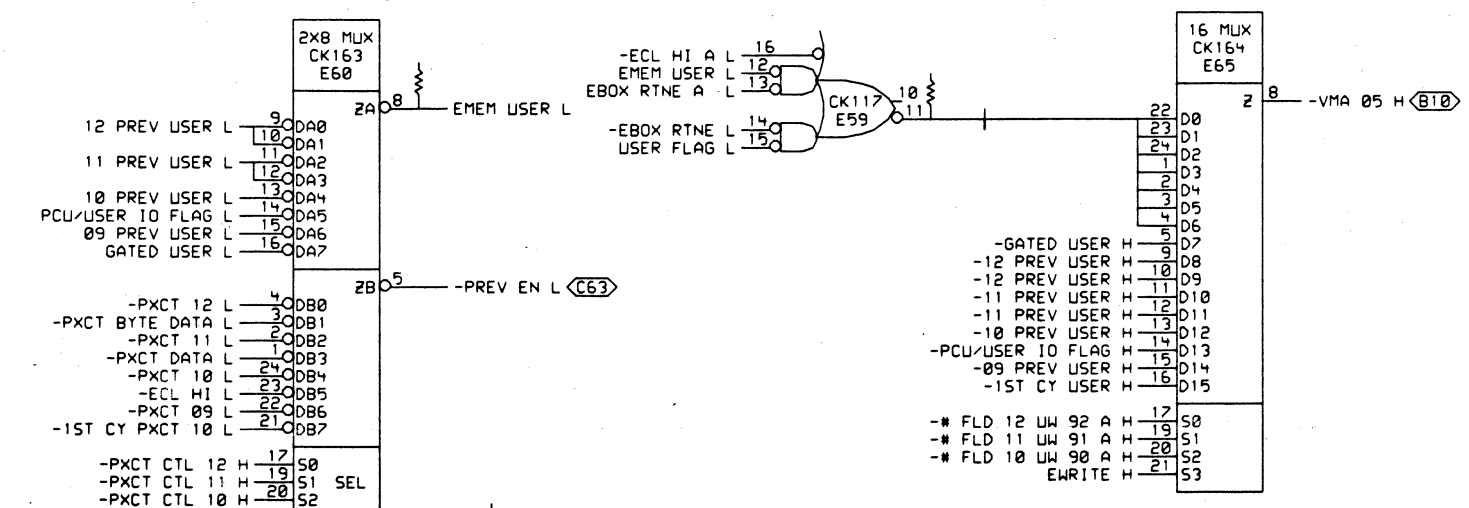 2X8 MUX
CK163
E60
ZA 8 EMEM USER L
12 PREV USER L 9 DA0
10 DA1
11 PREV USER L 11 DA2
12 DA3
10 PREV USER L 13 DA4
PCU/USER IO FLAG L 14 DA5
09 PREV USER L 15 DA6
GATED USER L 16 DA7
ZB 5 -PREV EN L C63
-PXCT 12 L 4 DB0
-PXCT BYTE DATA L 3 DB1
-PXCT 11 L 2 DB2
-PXCT DATA L 1 DB3
-PXCT 10 L 24 DB4
-ECL HI L 23 DB5
-PXCT 09 L 22 DB6
-1ST CY PXCT 10 L 21 DB7
-PXCT CTL 12 H 17 S0
-PXCT CTL 11 H 19 S1 SEL
-PXCT CTL 10 H 20 S2
-ECL HI A L 16
EMEM USER L 12
EBOX RTNE A L 13
-EBOX RTNE L 14
USER FLAG L 15
CK117 10
E59 11
16 MUX
CK164
E65
Z 8 -VMA 05 H B10
22 D0
23 D1
24 D2
1 D3
2 D4
3 D5
4 D6
-GATED USER H 5 D7
-12 PREV USER H 9 D8
-12 PREV USER H 10 D9
-11 PREV USER H 11 D10
-11 PREV USER H 12 D11
-10 PREV USER H 13 D12
-PCU/USER IO FLAG H 14 D13
-09 PREV USER H 15 D14
-1ST CY USER H 16 D15
-# FLD 12 UW 92 A H 17 S0
-# FLD 11 UW 91 A H 19 S1
-# FLD 10 UW 90 A H 20 S2
EWRITE H 21 S3